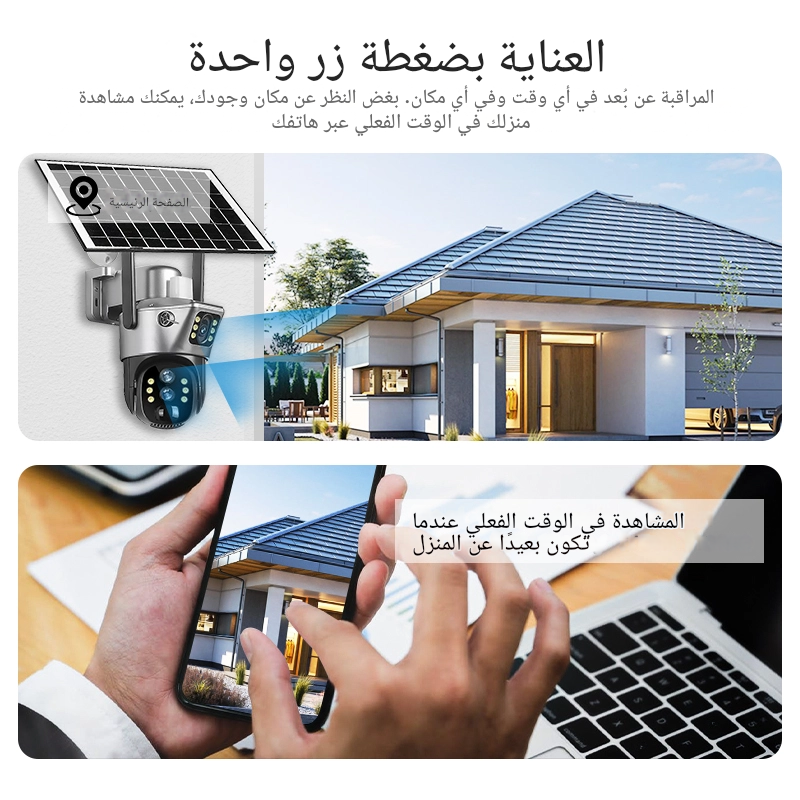 العناية بضغطة زر واحدة
المراقبة عن بُعد في أي وقت وفي أي مكان. بغض النظر عن مكان وجودك، يمكنك مشاهدة
منزلك في الوقت الفعلي عبر هاتفك
الصفحة الرئيسية
المشاهدة في الوقت الفعلي عندما
تكون بعيدًا عن المنزل